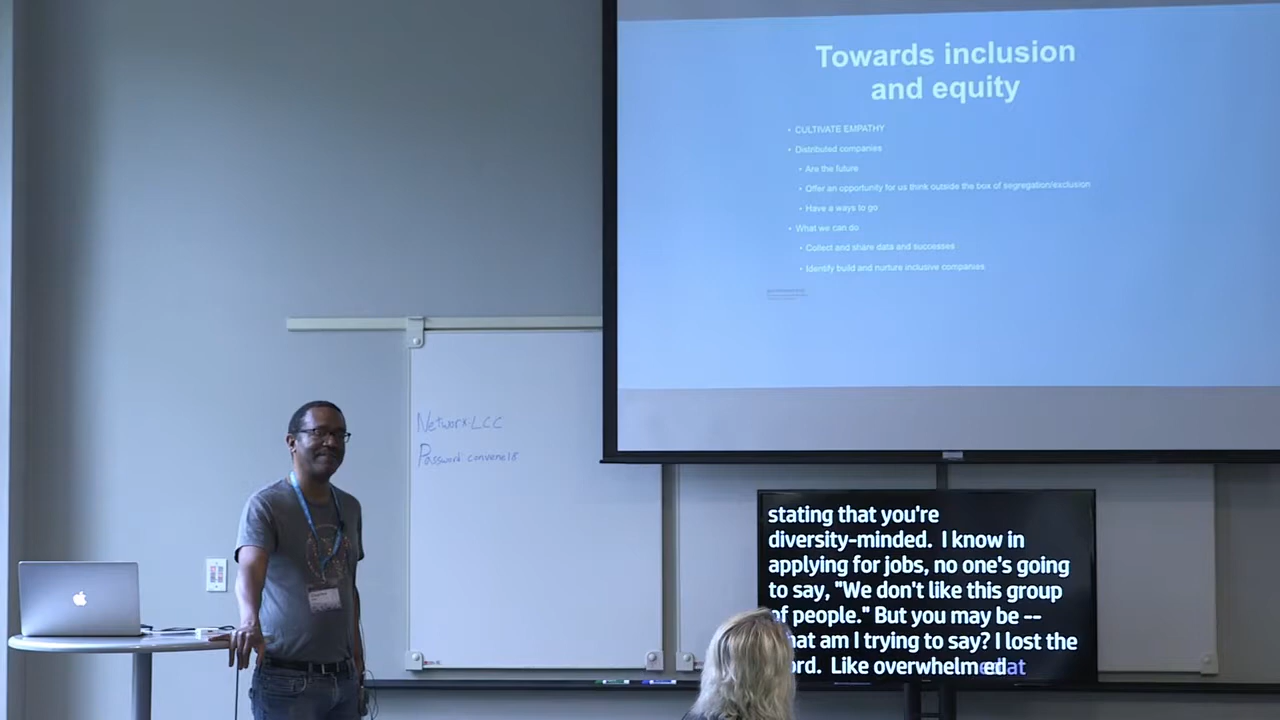 Towards inclusion
and equity
• CULTIVATE EMPATHY
• Distributed companies
• Are the future
• Offer an opportunity for us think outside the box of segregation/exclusion
• Have a ways to go
• What we can do
• Collect and share data and successes
• Identify build and nurture inclusive companies
Network: LCC
Password: convene18
stating that you're
diversity-minded. I know in
applying for jobs, no one's going
to say, "We don't like this group
of people." But you may be --
what am I trying to say? I lost the
word. Like overwhelmed at